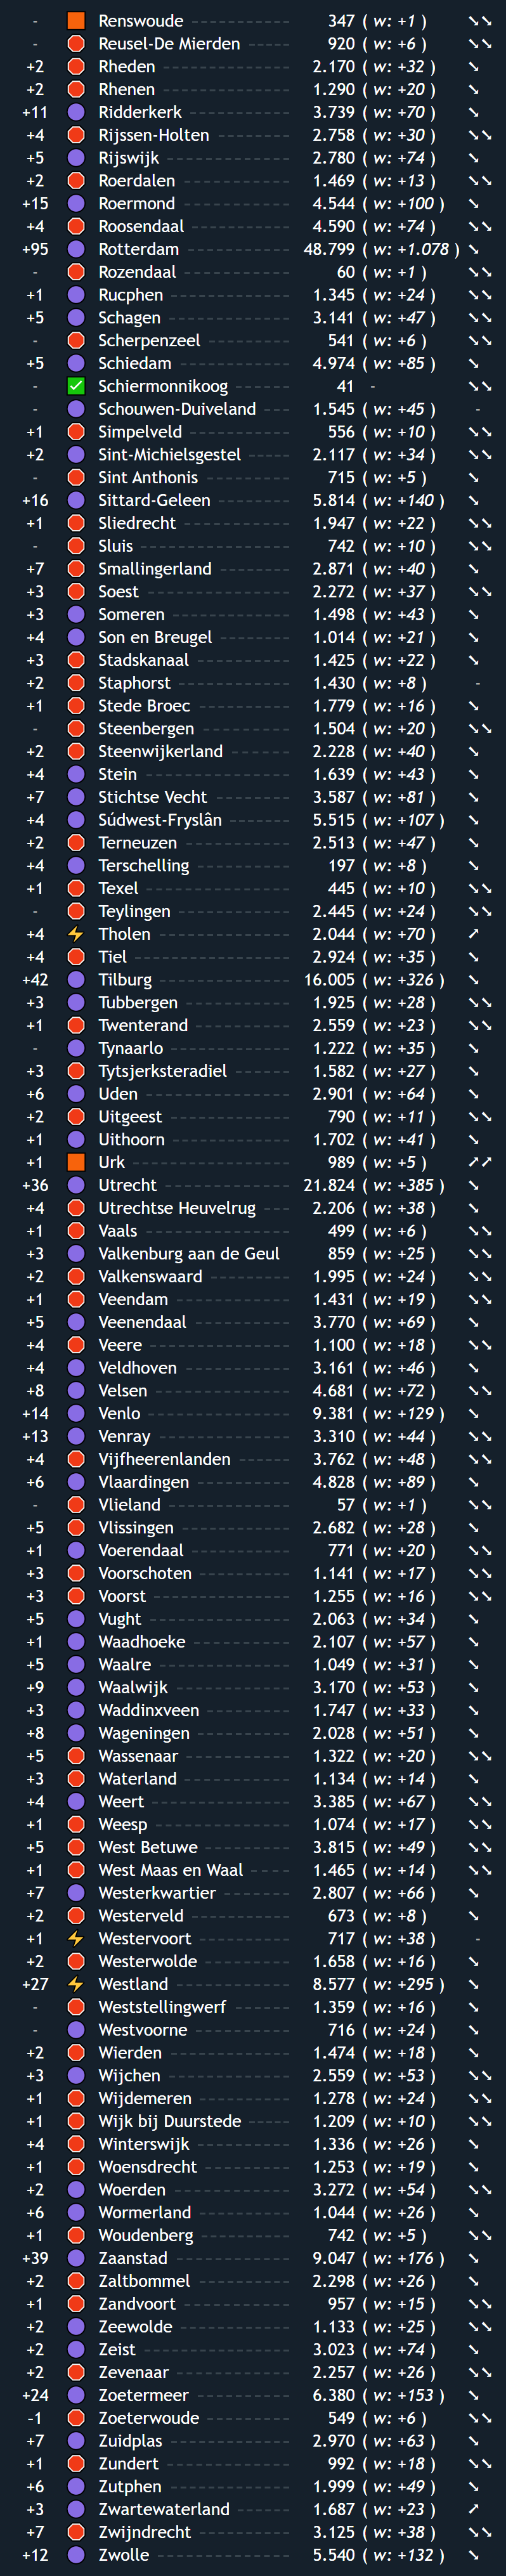 - Renswoude 347 ( w: +1 ) ↘↘
- Reusel-De Mierden 920 ( w: +6 ) ↘↘
+2 Rheden 2.170 ( w: +32 ) ↘
+2 Rhenen 1.290 ( w: +20 ) ↘
+11 Ridderkerk 3.739 ( w: +70 ) ↘
+4 Rijssen-Holten 2.758 ( w: +30 ) ↘↘
+5 Rijswijk 2.780 ( w: +74 ) ↘
+2 Roerdalen 1.469 ( w: +13 ) ↘↘
+15 Roermond 4.544 ( w: +100 ) ↘
+4 Roosendaal 4.590 ( w: +74 ) ↘↘
+95 Rotterdam 48.799 ( w: +1.078 ) ↘
- Rozendaal 60 ( w: +1 ) ↘↘
+1 Rucphen 1.345 ( w: +24 ) ↘↘
+5 Schagen 3.141 ( w: +47 ) ↘↘
- Scherpenzeel 541 ( w: +6 ) ↘↘
+5 Schiedam 4.974 ( w: +85 ) ↘
- Schiermonnikoog 41 - ↘↘
- Schouwen-Duiveland 1.545 ( w: +45 ) -
+1 Simpelveld 556 ( w: +10 ) ↘↘
+2 Sint-Michielsgestel 2.117 ( w: +34 ) ↘↘
- Sint Anthonis 715 ( w: +5 ) ↘
+16 Sittard-Geleen 5.814 ( w: +140 ) ↘
+1 Sliedrecht 1.947 ( w: +22 ) ↘↘
- Sluis 742 ( w: +10 ) ↘↘
+7 Smallingerland 2.871 ( w: +40 ) ↘
+3 Soest 2.272 ( w: +37 ) ↘↘
+3 Someren 1.498 ( w: +43 ) ↘
+4 Son en Breugel 1.014 ( w: +21 ) ↘
+3 Stadskanaal 1.425 ( w: +22 ) ↘
+2 Staphorst 1.430 ( w: +8 ) -
+1 Stede Broec 1.779 ( w: +16 ) ↘
- Steenbergen 1.504 ( w: +20 ) ↘↘
+2 Steenwijkerland 2.228 ( w: +40 ) ↘
+4 Stein 1.639 ( w: +43 ) ↘
+7 Stichtse Vecht 3.587 ( w: +81 ) ↘
+4 Súdwest-Fryslân 5.515 ( w: +107 ) ↘
+2 Terneuzen 2.513 ( w: +47 ) ↘
+4 Terschelling 197 ( w: +8 ) ↘
+1 Texel 445 ( w: +10 ) ↘↘
- Teylingen 2.445 ( w: +24 ) ↘↘
+4 Tholen 2.044 ( w: +70 ) ↗
+4 Tiel 2.924 ( w: +35 ) ↘
+42 Tilburg 16.005 ( w: +326 ) ↘
+3 Tubbergen 1.925 ( w: +28 ) ↘↘
+1 Twenterand 2.559 ( w: +23 ) ↘↘
- Tynaarlo 1.222 ( w: +35 ) ↘
+3 Tytsjerksteradiel 1.582 ( w: +27 ) ↘
+6 Uden 2.901 ( w: +64 ) ↘
+2 Uitgeest 790 ( w: +11 ) ↘↘
+1 Uithoorn 1.702 ( w: +41 ) ↘
+1 Urk 989 ( w: +5 ) ↗↗
+36 Utrecht 21.824 ( w: +385 ) ↘
+4 Utrechtse Heuvelrug 2.206 ( w: +38 ) ↘
+1 Vaals 499 ( w: +6 ) ↘↘
+3 Valkenburg aan de Geul 859 ( w: +25 ) ↘↘
+2 Valkenswaard 1.995 ( w: +24 ) ↘↘
+1 Veendam 1.431 ( w: +19 ) ↘↘
+5 Veenendaal 3.770 ( w: +69 ) ↘
+4 Veere 1.100 ( w: +18 ) ↘↘
+4 Veldhoven 3.161 ( w: +46 ) ↘
+8 Velsen 4.681 ( w: +72 ) ↘↘
+14 Venlo 9.381 ( w: +129 ) ↘
+13 Venray 3.310 ( w: +44 ) ↘↘
+4 Vijfheerenlanden 3.762 ( w: +48 ) ↘↘
+6 Vlaardingen 4.828 ( w: +89 ) ↘
- Vlieland 57 ( w: +1 ) ↘↘
+5 Vlissingen 2.682 ( w: +28 ) ↘
+1 Voerendaal 771 ( w: +20 ) ↘↘
+3 Voorschoten 1.141 ( w: +17 ) ↘↘
+3 Voorst 1.255 ( w: +16 ) ↘↘
+5 Vught 2.063 ( w: +34 ) ↘
+1 Waadhoeke 2.107 ( w: +57 ) ↘
+5 Waalre 1.049 ( w: +31 ) ↘
+9 Waalwijk 3.170 ( w: +53 ) ↘
+3 Waddinxveen 1.747 ( w: +33 ) ↘
+8 Wageningen 2.028 ( w: +51 ) ↘
+5 Wassenaar 1.322 ( w: +20 ) ↘↘
+3 Waterland 1.134 ( w: +14 ) ↘
+4 Weert 3.385 ( w: +67 ) ↘↘
+1 Weesp 1.074 ( w: +17 ) ↘↘
+5 West Betuwe 3.815 ( w: +49 ) ↘↘
+1 West Maas en Waal 1.465 ( w: +14 ) ↘↘
+7 Westerkwartier 2.807 ( w: +66 ) ↘
+2 Westerveld 673 ( w: +8 ) ↘
+1 Westervoort 717 ( w: +38 ) -
+2 Westerwolde 1.658 ( w: +16 ) ↘
+27 Westland 8.577 ( w: +295 ) ↘
- Weststellingwerf 1.359 ( w: +16 ) ↘
- Westvoorne 716 ( w: +24 ) ↘
+2 Wierden 1.474 ( w: +18 ) ↘
+3 Wijchen 2.559 ( w: +53 ) ↘↘
+1 Wijdemeren 1.278 ( w: +24 ) ↘↘
+1 Wijk bij Duurstede 1.209 ( w: +10 ) ↘↘
+4 Winterswijk 1.336 ( w: +26 ) ↘
+1 Woensdrecht 1.253 ( w: +19 ) ↘
+2 Woerden 3.272 ( w: +54 ) ↘↘
+6 Wormerland 1.044 ( w: +26 ) ↘
+1 Woudenberg 742 ( w: +5 ) ↘↘
+39 Zaanstad 9.047 ( w: +176 ) ↘
+2 Zaltbommel 2.298 ( w: +26 ) ↘
+1 Zandvoort 957 ( w: +15 ) ↘↘
+2 Zeewolde 1.133 ( w: +25 ) ↘↘
+2 Zeist 3.023 ( w: +74 ) ↘
+2 Zevenaar 2.257 ( w: +26 ) ↘↘
+24 Zoetermeer 6.380 ( w: +153 ) ↘
-1 Zoeterwoude 549 ( w: +6 ) ↘↘
+7 Zuidplas 2.970 ( w: +63 ) ↘
+1 Zundert 992 ( w: +18 ) ↘↘
+6 Zutphen 1.999 ( w: +49 ) ↘
+3 Zwartewaterland 1.687 ( w: +23 ) ↗
+7 Zwijndrecht 3.125 ( w: +38 ) ↘↘
+12 Zwolle 5.540 ( w: +132 ) ↘